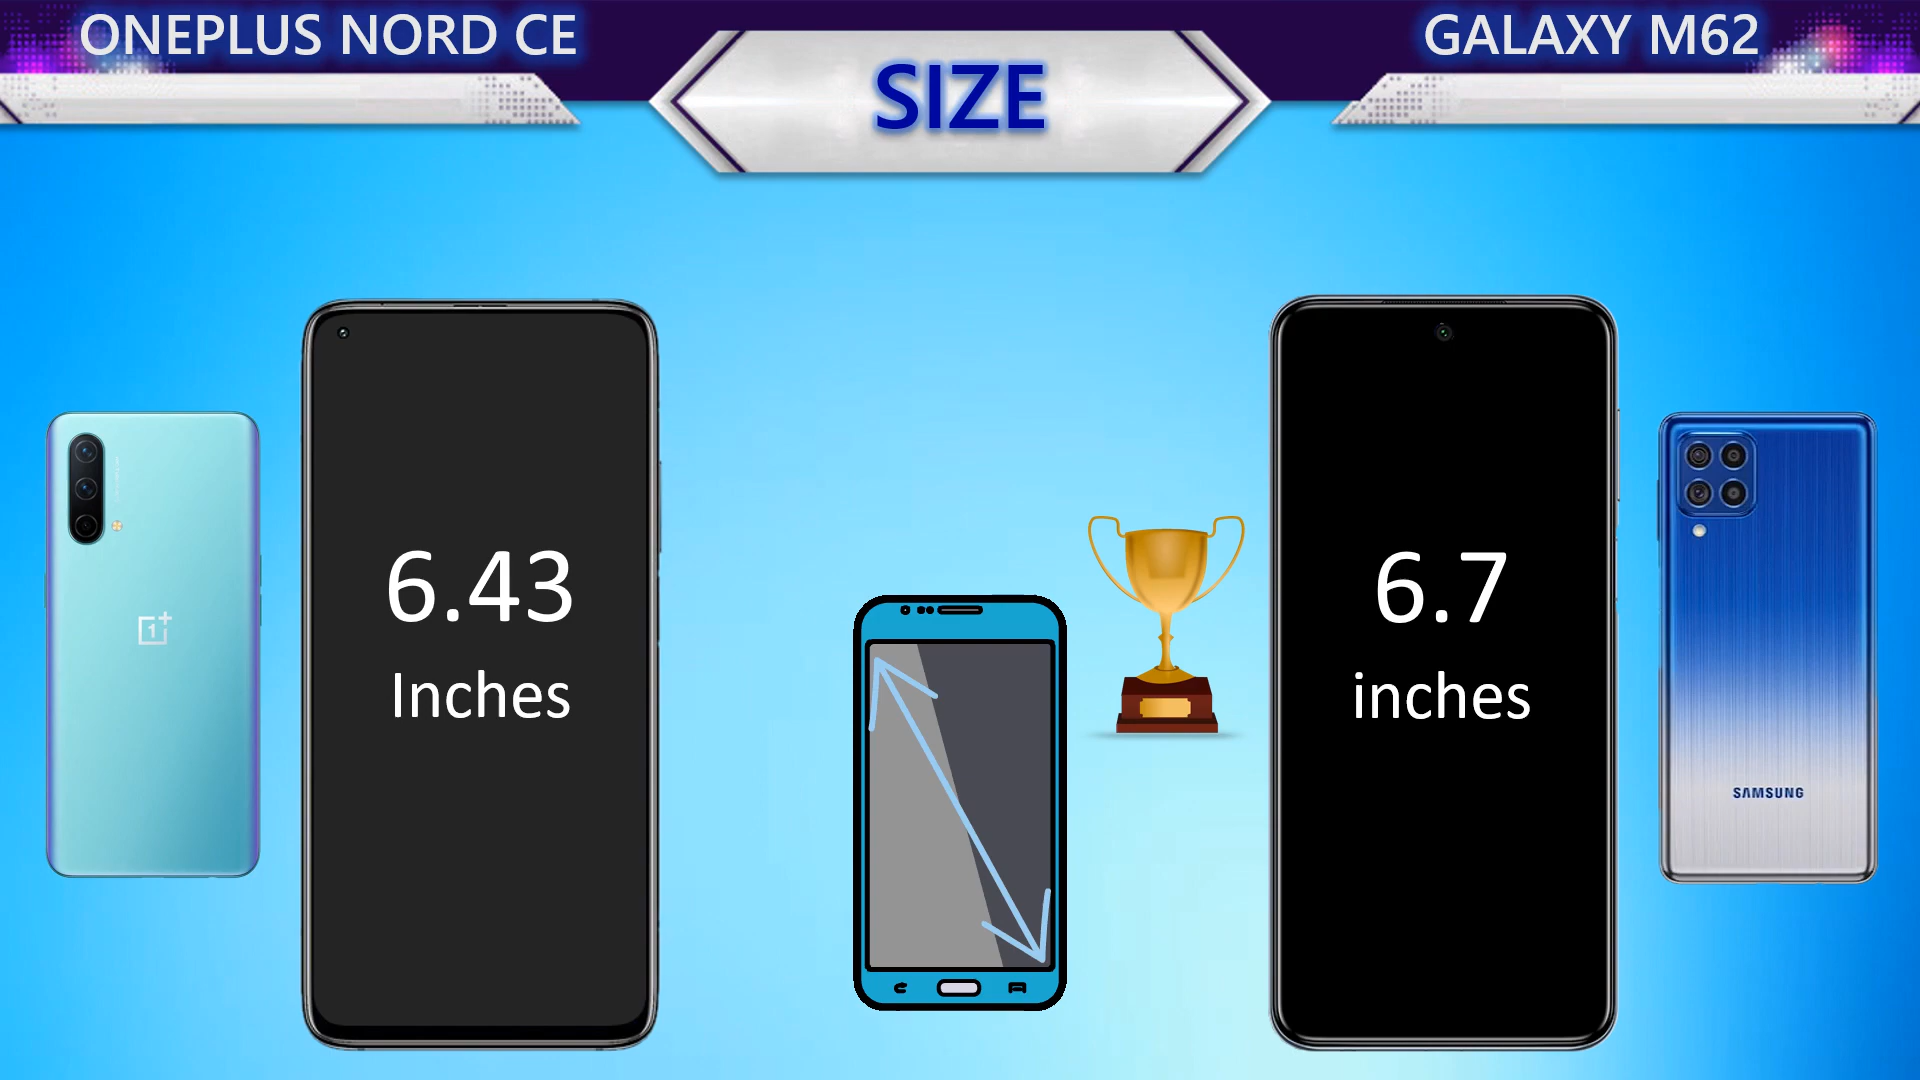 ONEPLUS NORD CE
GALAXY M62
SIZE
6.43
Inches
6.7
inches
SAMSUNG